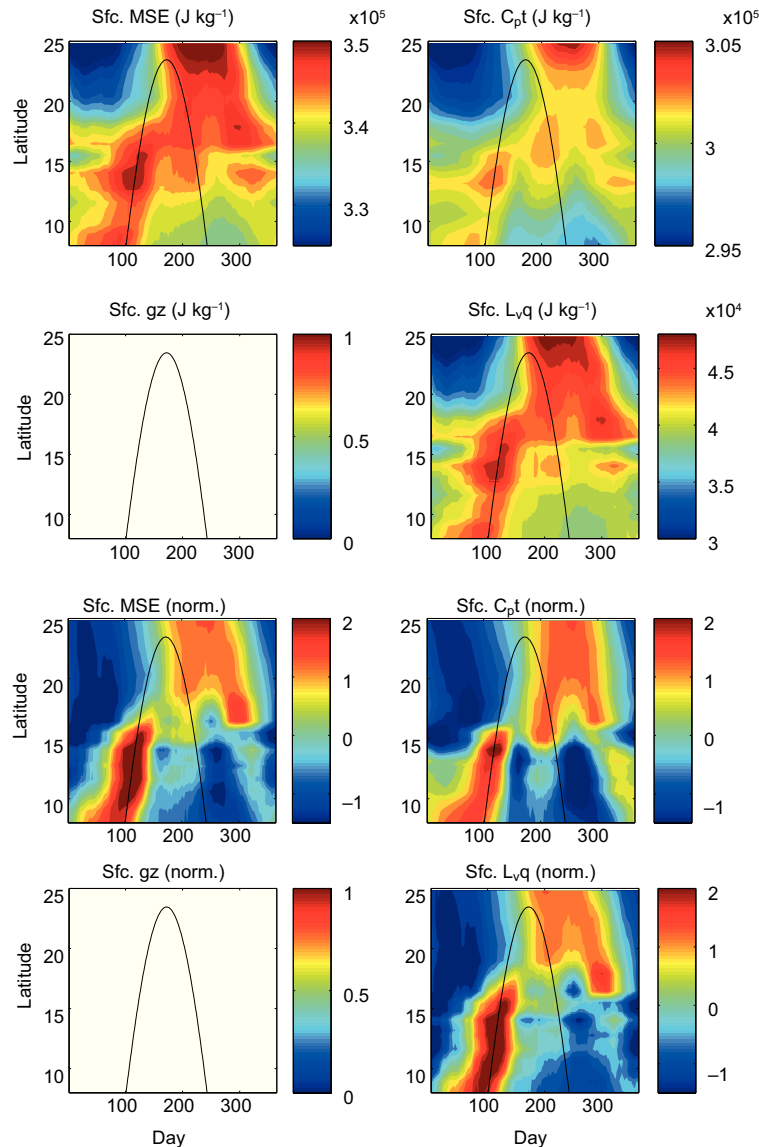 Sfc. MSE (J kg⁻¹)
x10⁵
Sfc. Cₚt (J kg⁻¹)
x10⁵
25
20
15
10
Latitude
100 200 300
3.5
3.4
3.3
25
20
15
10
100 200 300
3.05
3
2.95
Sfc. gz (J kg⁻¹)
Sfc. Lᵥq (J kg⁻¹)
x10⁴
25
20
15
10
Latitude
100 200 300
1
0.5
0
25
20
15
10
100 200 300
4.5
4
3.5
3
Sfc. MSE (norm.)
Sfc. Cₚt (norm.)
25
20
15
10
Latitude
100 200 300
2
1
0
–1
25
20
15
10
100 200 300
2
1
0
–1
Sfc. gz (norm.)
Sfc. Lᵥq (norm.)
25
20
15
10
Latitude
100 200 300
Day
1
0.5
0
25
20
15
10
100 200 300
Day
2
1
0
–1